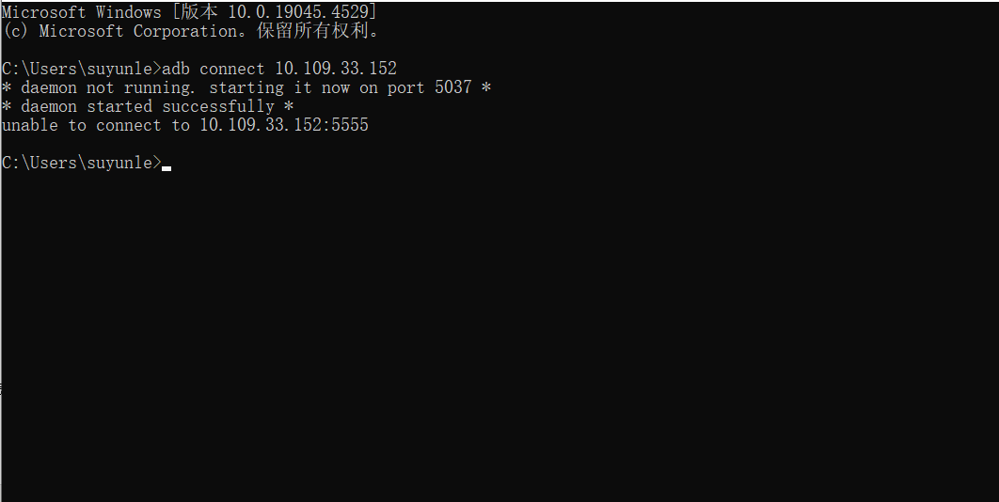 Microsoft Windows [版本 10.0.19045.4529]
(c) Microsoft Corporation。保留所有权利。
C:\Users\suyunle>adb connect 10.109.33.152
* daemon not running. starting it now on port 5037 *
* daemon started successfully *
unable to connect to 10.109.33.152:5555
C:\Users\suyunle>